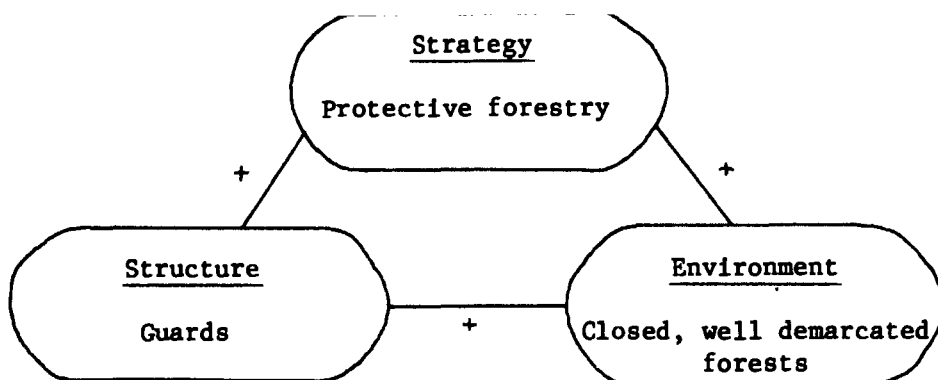 Strategy
Protective forestry
+
+
Structure
Guards
+
Environment
Closed, well demarcated
forests